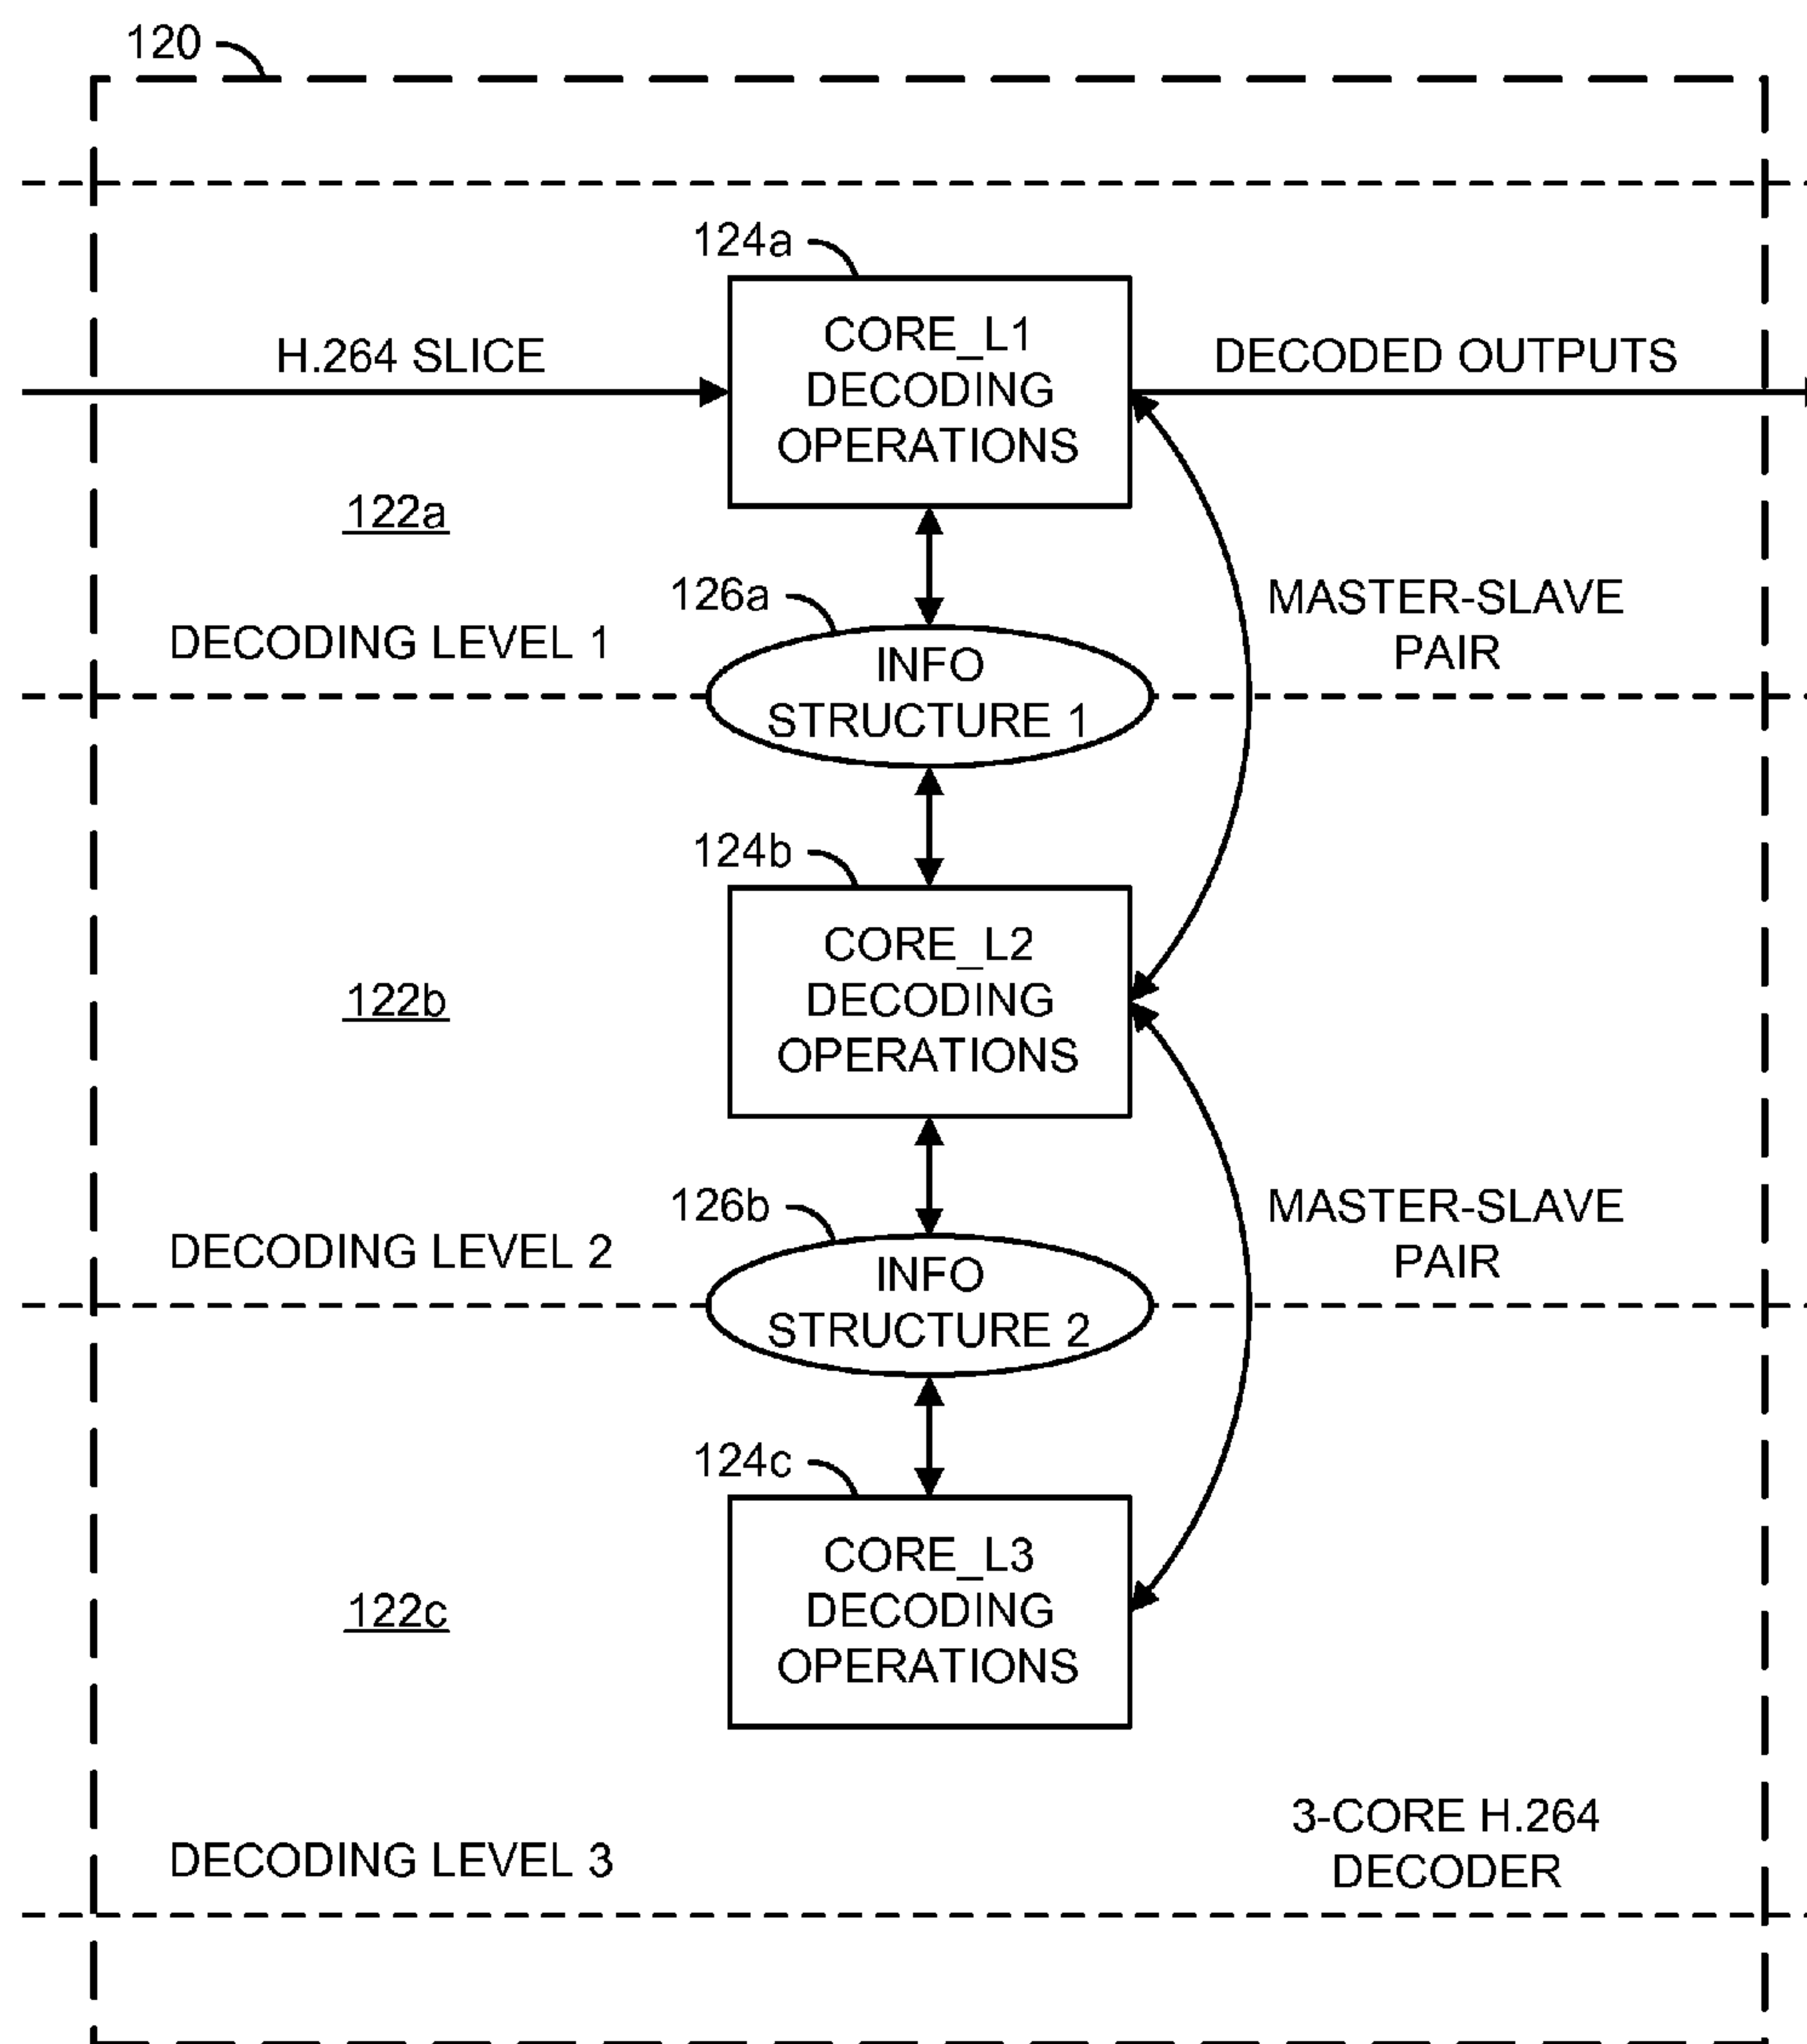 120
124a
CORE_L1
DECODING
OPERATIONS
H.264 SLICE
DECODED OUTPUTS
122a
126a
MASTER-SLAVE
PAIR
DECODING LEVEL 1
INFO
STRUCTURE 1
124b
CORE_L2
DECODING
OPERATIONS
122b
126b
MASTER-SLAVE
PAIR
DECODING LEVEL 2
INFO
STRUCTURE 2
124c
CORE_L3
DECODING
OPERATIONS
122c
3-CORE H.264
DECODER
DECODING LEVEL 3